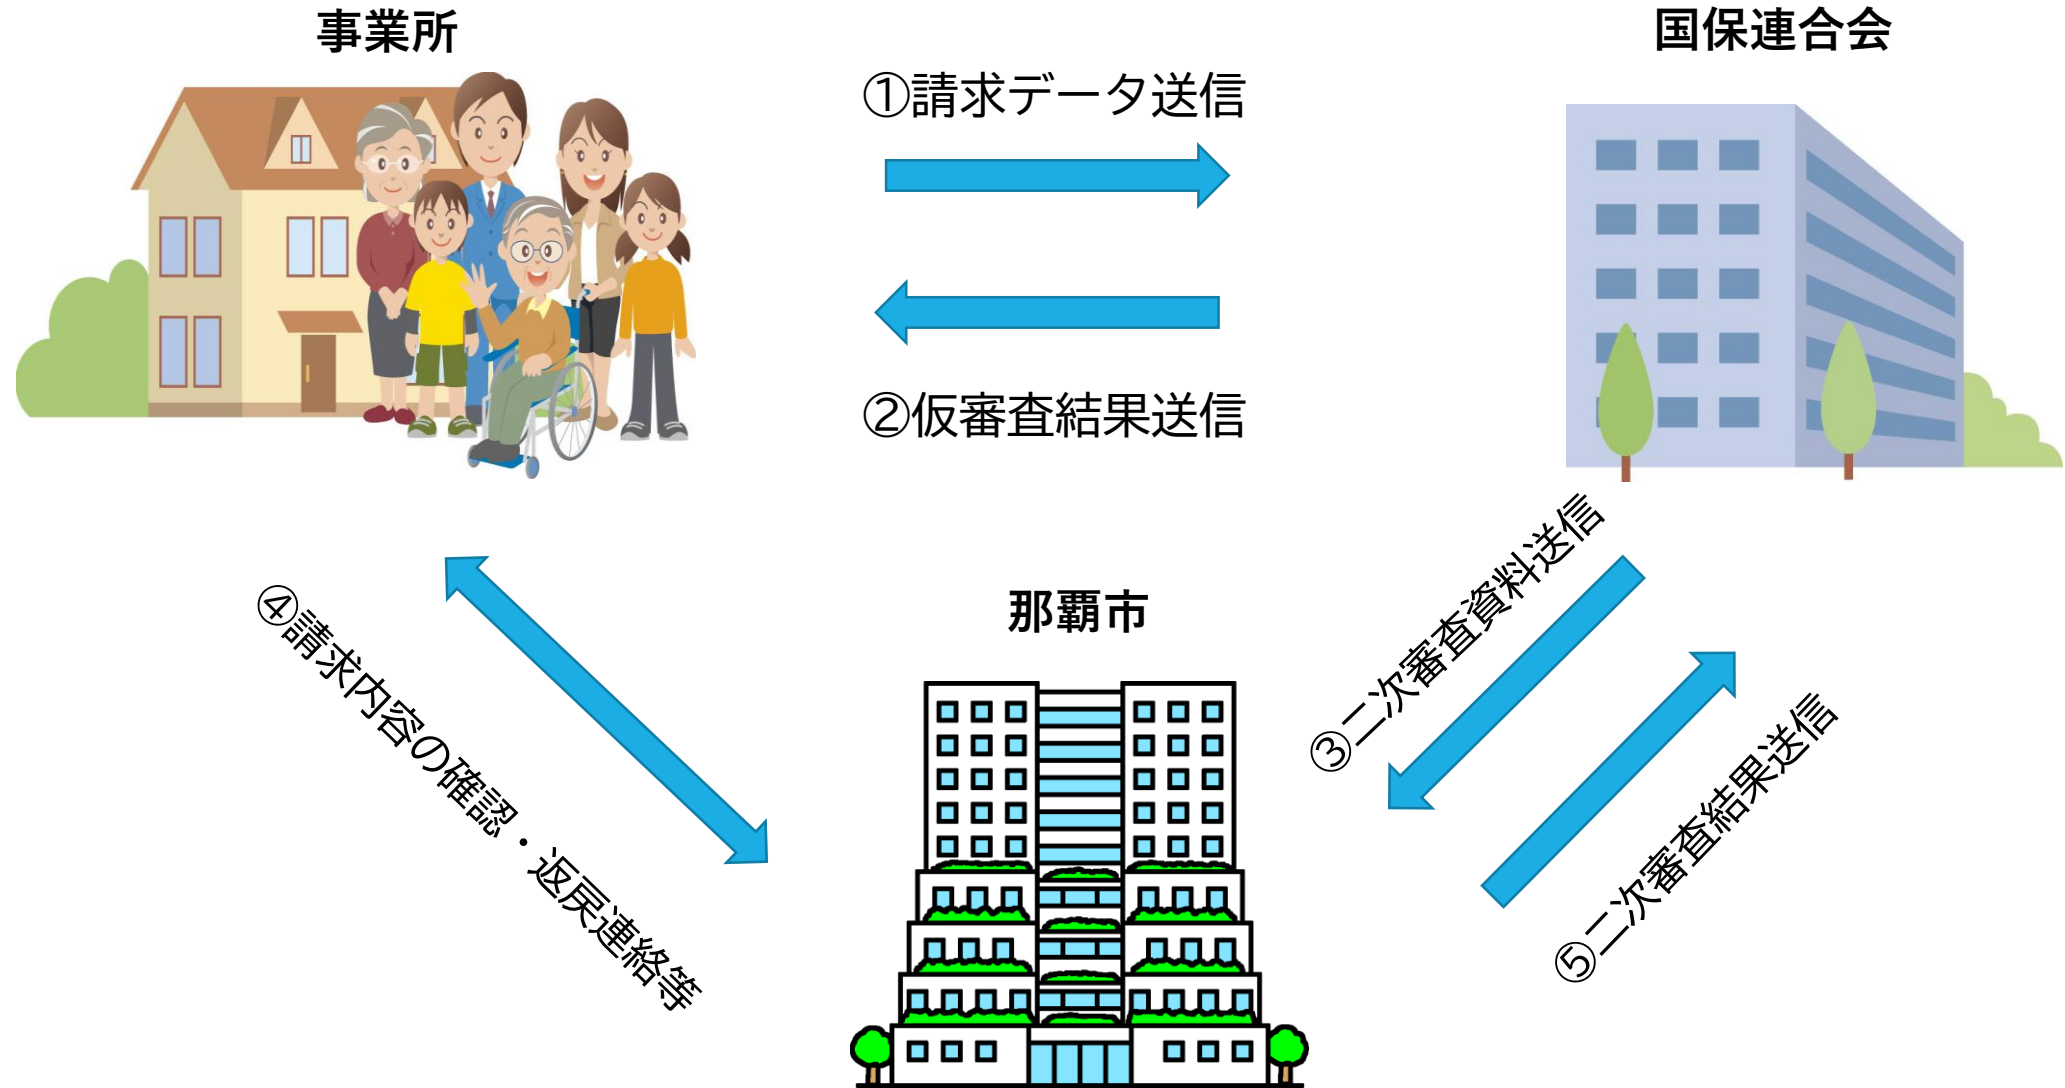 事業所
国保連合会
①請求データ送信
②仮審査結果送信
③二次審査資料送信
④請求内容の確認・返戻連絡等
那覇市
⑤二次審査結果送信